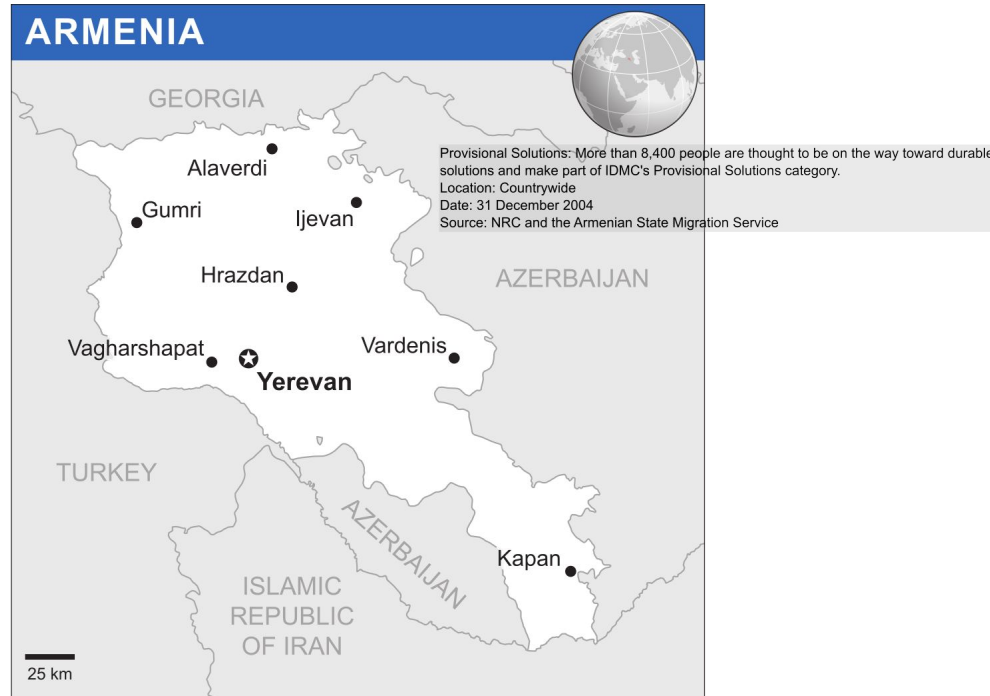 ARMENIA
GEORGIA
Provisional Solutions: More than 8,400 people are thought to be on the way toward durable
solutions and make part of IDMC's Provisional Solutions category.
Location: Countrywide
Date: 31 December 2004
Source: NRC and the Armenian State Migration Service
Alaverdi
Gumri
Ijevan
Hrazdan
AZERBAIJAN
Vagharshapat
Vardenis
Yerevan
TURKEY
AZERBAIJAN
Kapan
ISLAMIC
REPUBLIC
OF IRAN
25 km